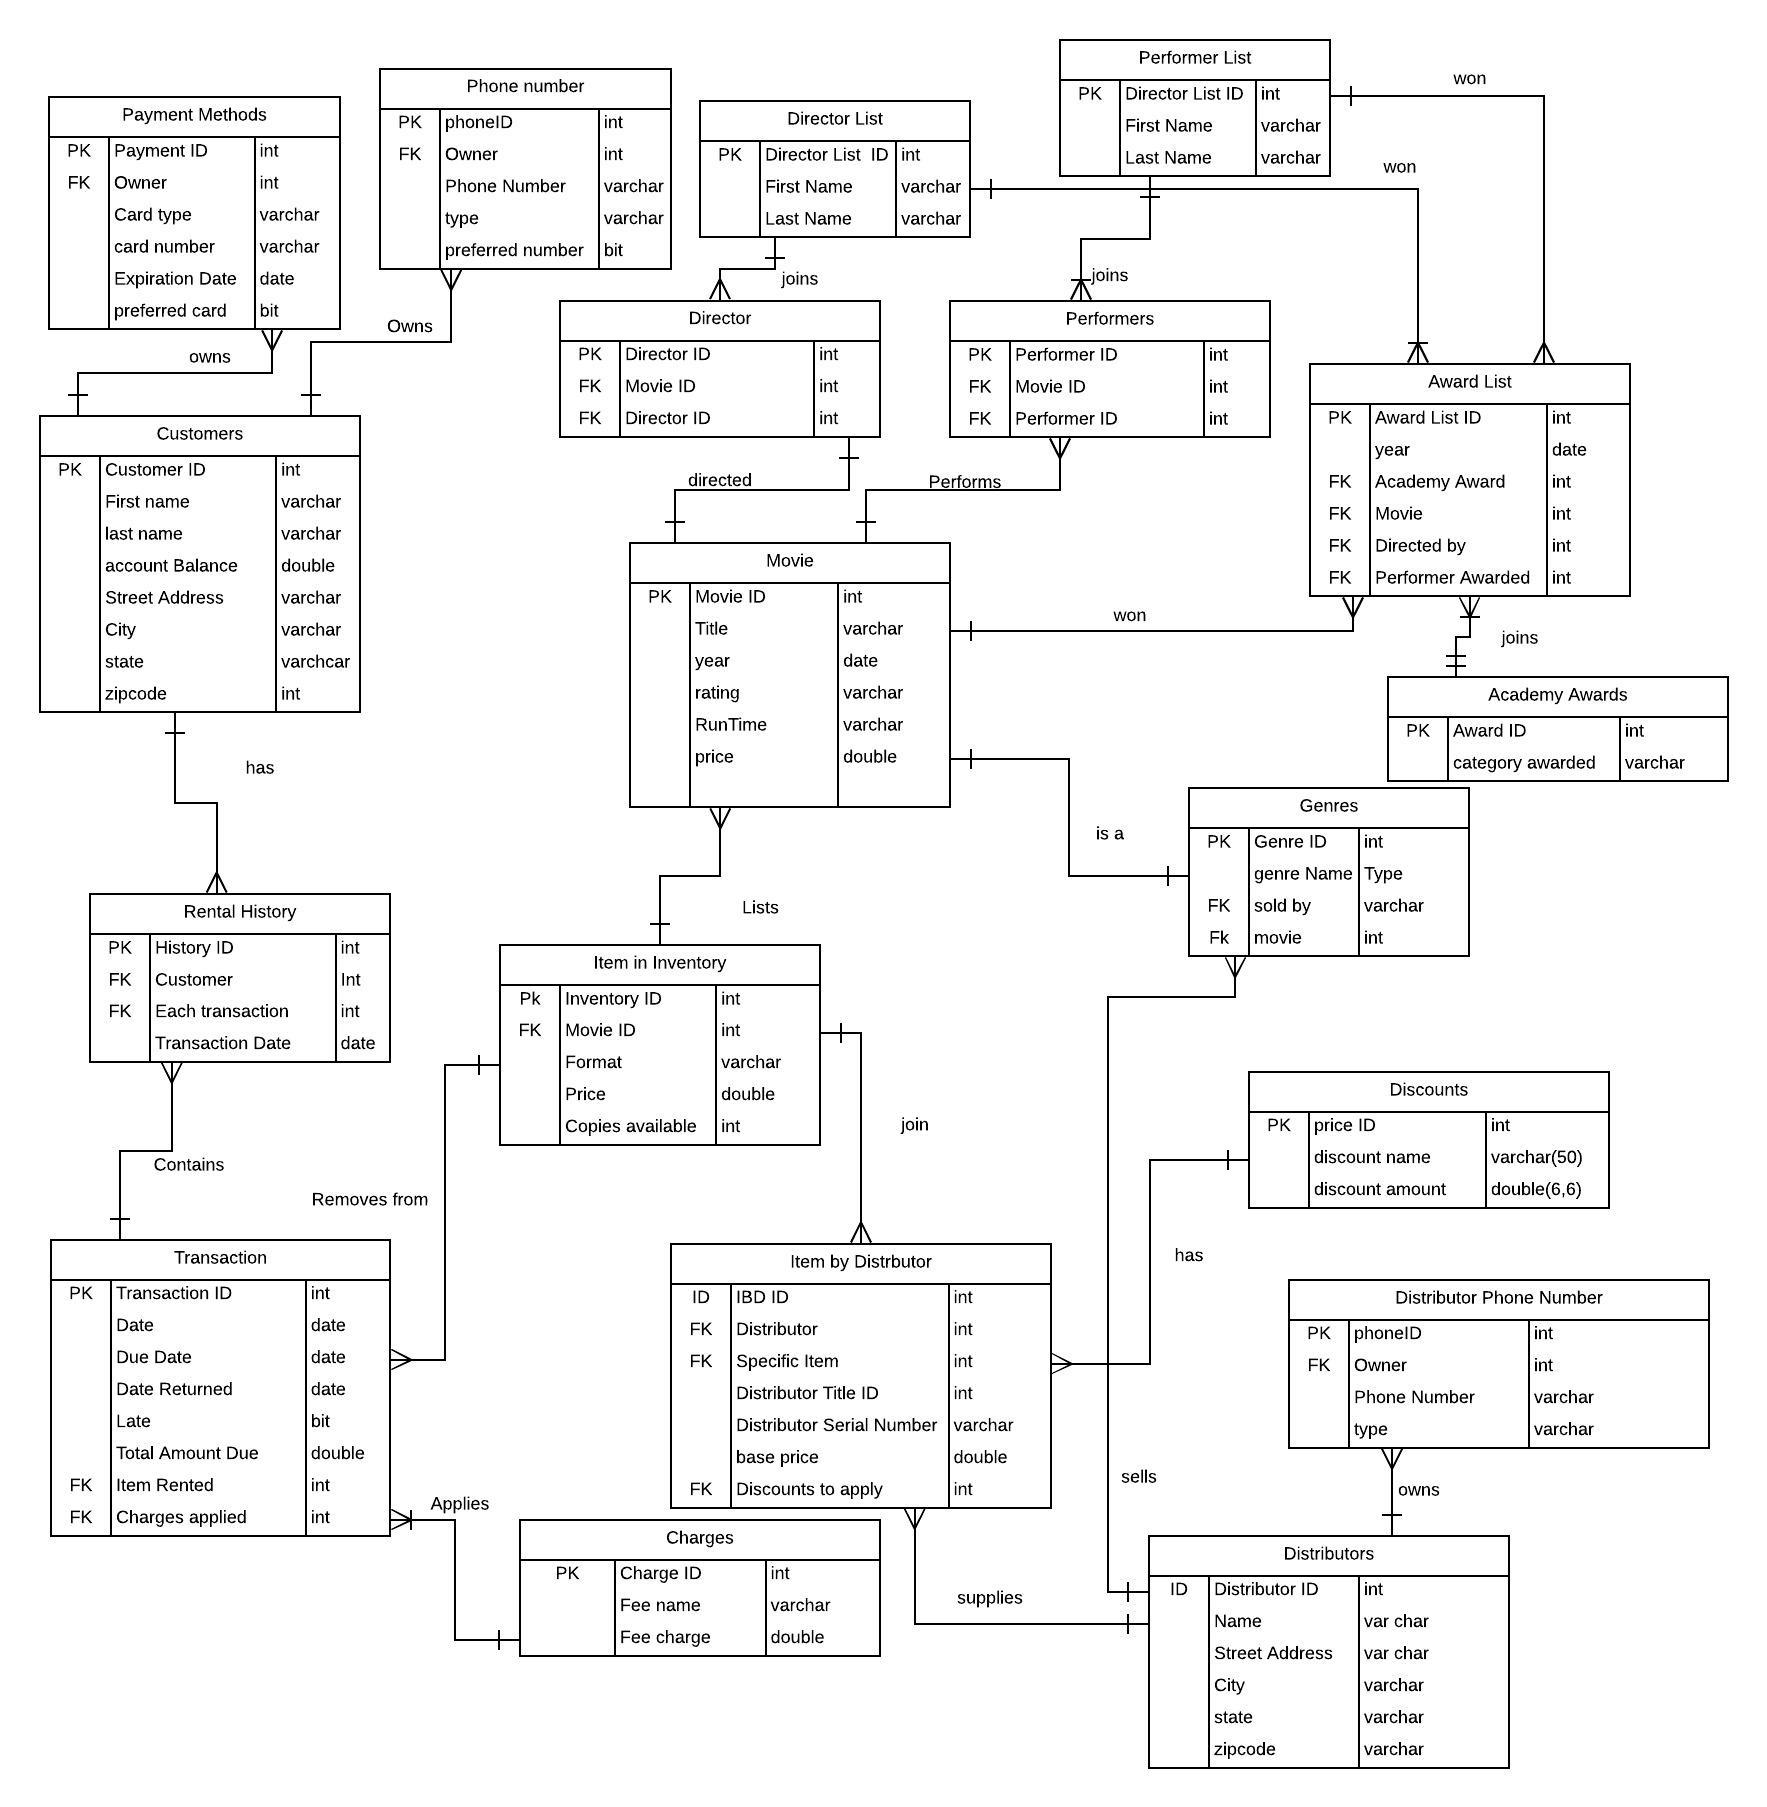 Performer List
PK Director List ID int
First Name varchar
Last Name varchar
won
Phone number
PK phoneID int
FK Owner int
Phone Number varchar
type varchar
preferred number bit
Payment Methods
PK Payment ID int
FK Owner int
Card type varchar
card number varchar
Expiration Date date
preferred card bit
Director List
PK Director List ID int
First Name varchar
Last Name varchar
won
joins
joins
Owns
owns
Director
PK Director ID int
FK Movie ID int
FK Director ID int
Performers
PK Performer ID int
FK Movie ID int
FK Performer ID int
Award List
PK Award List ID int
year date
FK Academy Award int
FK Movie int
FK Directed by int
FK Performer Awarded int
Customers
PK Customer ID int
First name varchar
last name varchar
account Balance double
Street Address varchar
City varchar
state varchcar
zipcode int
directed
Performs
Movie
PK Movie ID int
Title varchar
year date
rating varchar
RunTime varchar
price double
won
joins
Academy Awards
PK Award ID int
category awarded varchar
has
is a
Genres
PK Genre ID int
genre Name Type
FK sold by varchar
Fk movie int
Lists
Rental History
PK History ID int
FK Customer Int
FK Each transaction int
Transaction Date date
Item in Inventory
Pk Inventory ID int
FK Movie ID int
Format varchar
Price double
Copies available int
join
Discounts
PK price ID int
discount name varchar(50)
discount amount double(6,6)
Contains
Removes from
has
Transaction
PK Transaction ID int
Date date
Due Date date
Date Returned date
Late bit
Total Amount Due double
FK Item Rented int
FK Charges applied int
Item by Distrbutor
ID IBD ID int
FK Distributor int
FK Specific Item int
Distributor Title ID int
Distributor Serial Number varchar
base price double
FK Discounts to apply int
Distributor Phone Number
PK phoneID int
FK Owner int
Phone Number varchar
type varchar
sells
owns
Applies
Charges
PK Charge ID int
Fee name varchar
Fee charge double
supplies
Distributors
ID Distributor ID int
Name var char
Street Address var char
City varchar
state varchar
zipcode varchar